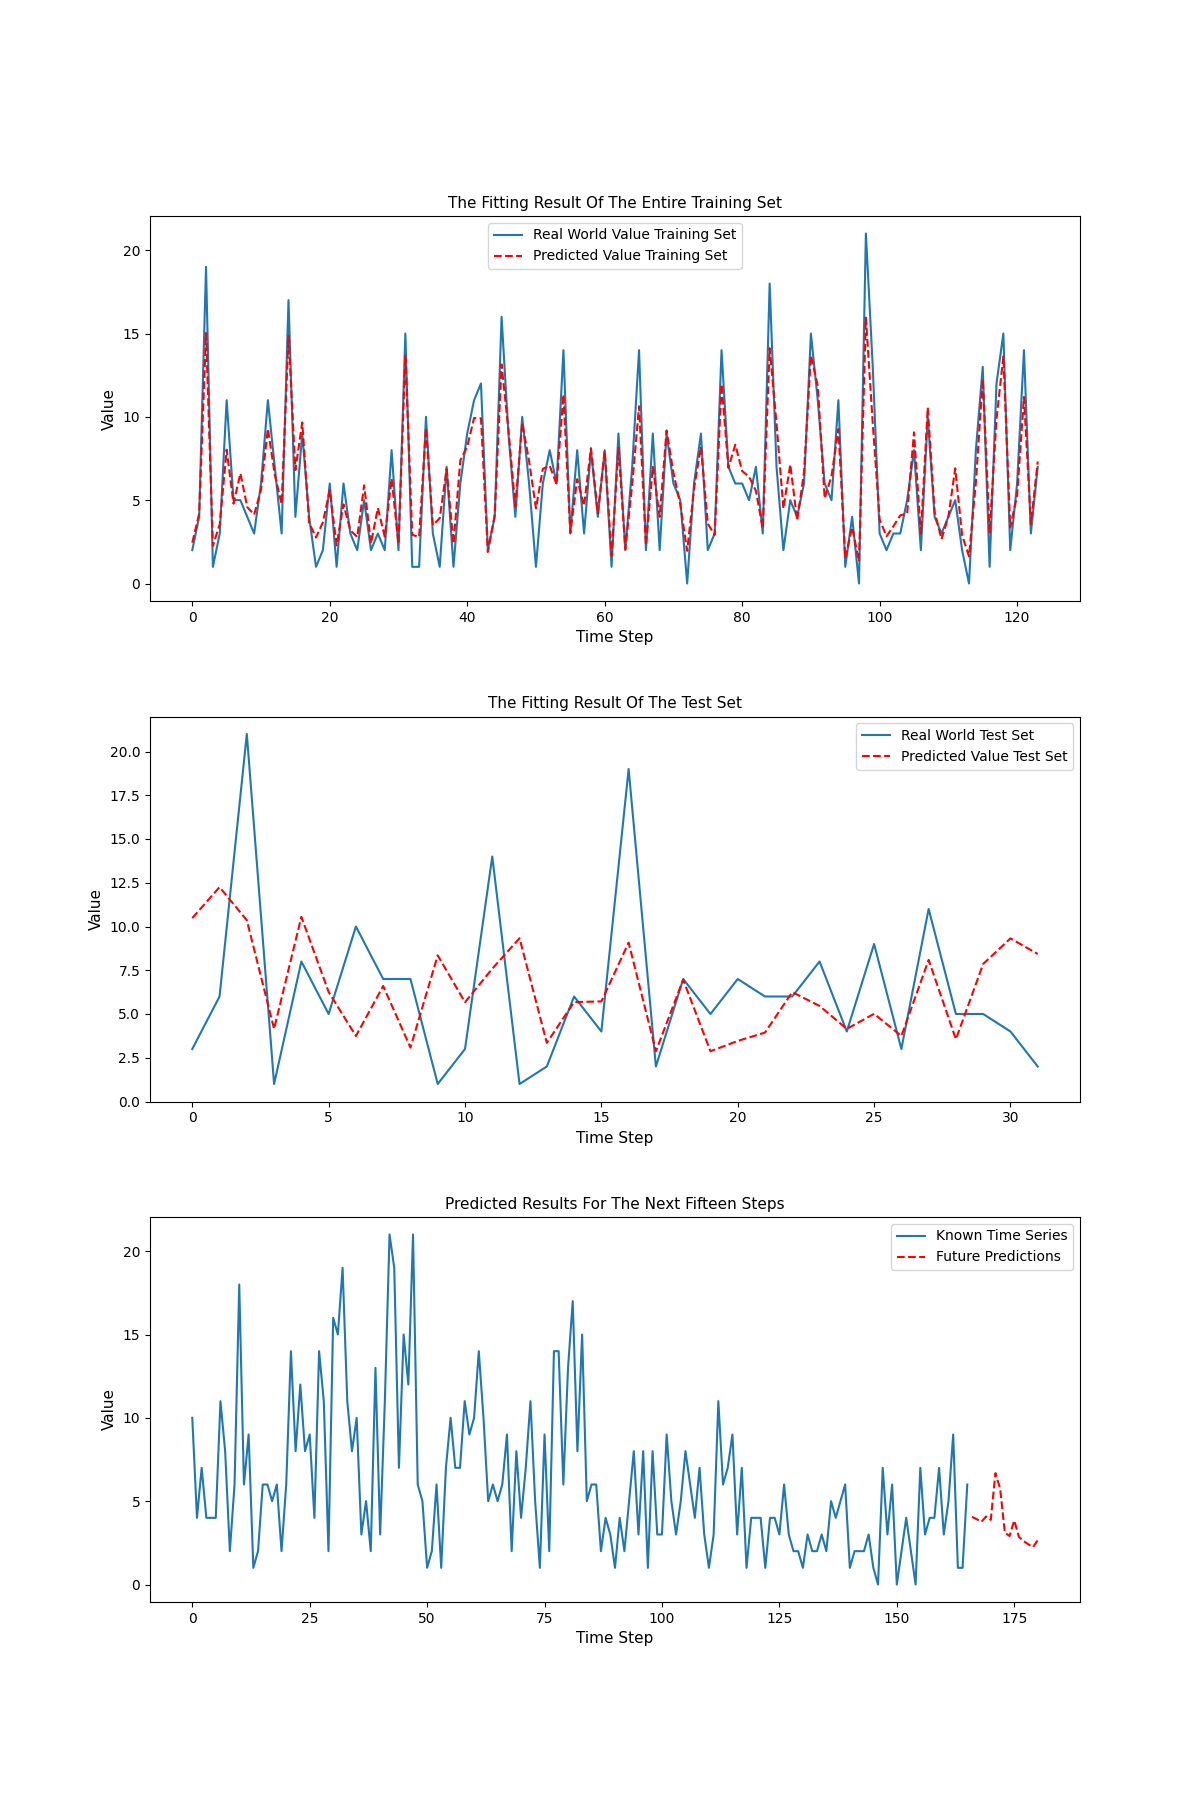 The Fitting Result Of The Entire Training Set
Real World Value Training Set
Predicted Value Training Set
Value
20
15
10
5
0
0 20 40 60 80 100 120
Time Step
The Fitting Result Of The Test Set
Real World Test Set
Predicted Value Test Set
Value
20.0
17.5
15.0
12.5
10.0
7.5
5.0
2.5
0.0
0 5 10 15 20 25 30
Time Step
Predicted Results For The Next Fifteen Steps
Known Time Series
Future Predictions
Value
20
15
10
5
0
0 25 50 75 100 125 150 175
Time Step